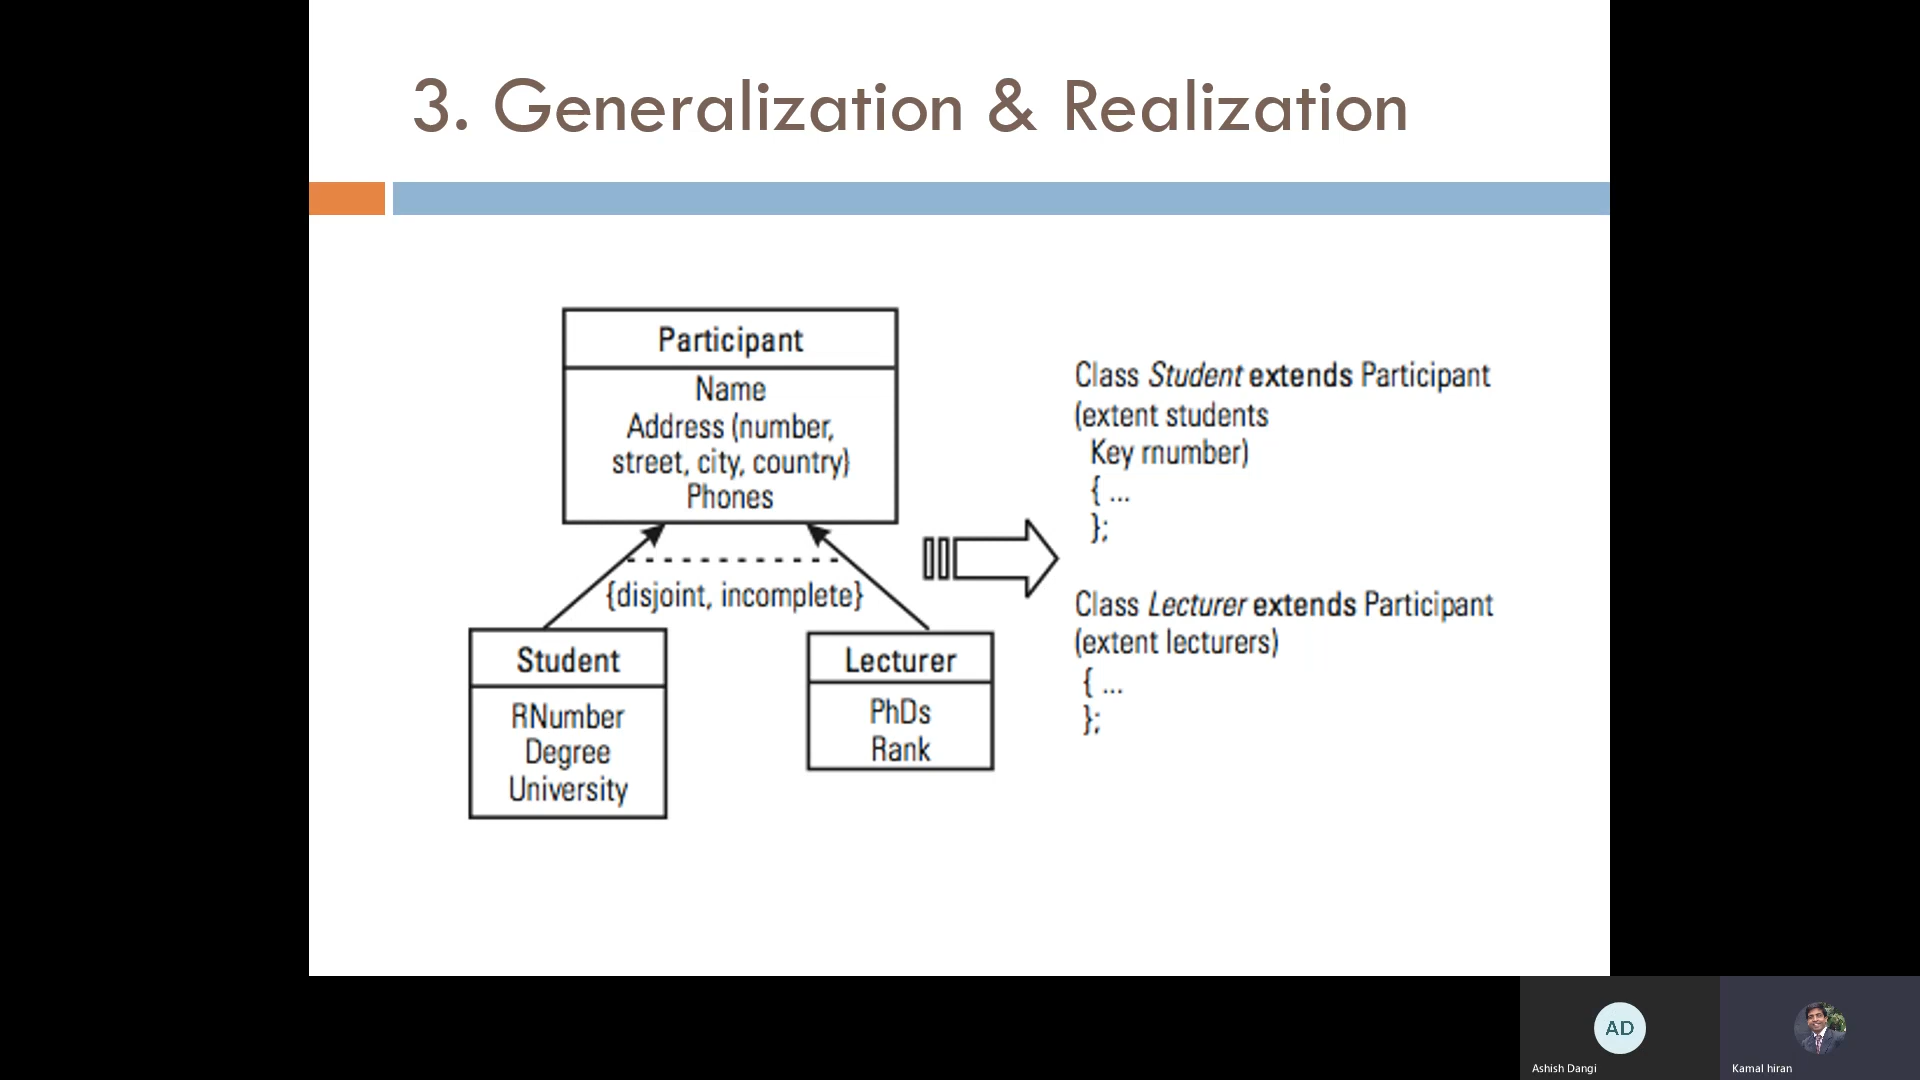 3. Generalization & Realization
Participant
Name
Address (number,
street, city, country}
Phones
{disjoint, incomplete}
Student
RNumber
Degree
University
Lecturer
PhDs
Rank
Class Student extends Participant
(extent students
Key rnumber)
{ ...
};
Class Lecturer extends Participant
(extent lecturers)
{ ...
};
AD
Ashish Dangi
Kamal hiran